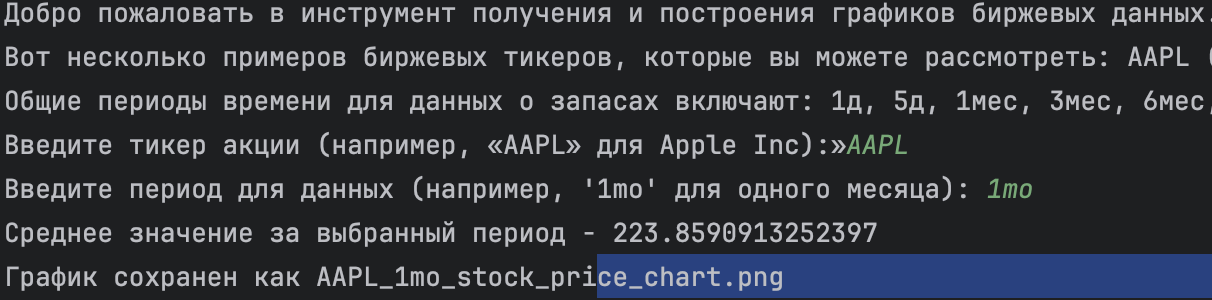 Добро пожаловать в инструмент получения и построения графиков биржевых данных.
Вот несколько примеров биржевых тикеров, которые вы можете рассмотреть: AAPL (
Общие периоды времени для данных о запасах включают: 1д, 5д, 1мес, 3мес, 6мес,
Введите тикер акции (например, «AAPL» для Apple Inc):»AAPL
Введите период для данных (например, '1mo' для одного месяца): 1mo
Среднее значение за выбранный период - 223.8590913252397
График сохранен как AAPL_1mo_stock_price_chart.png